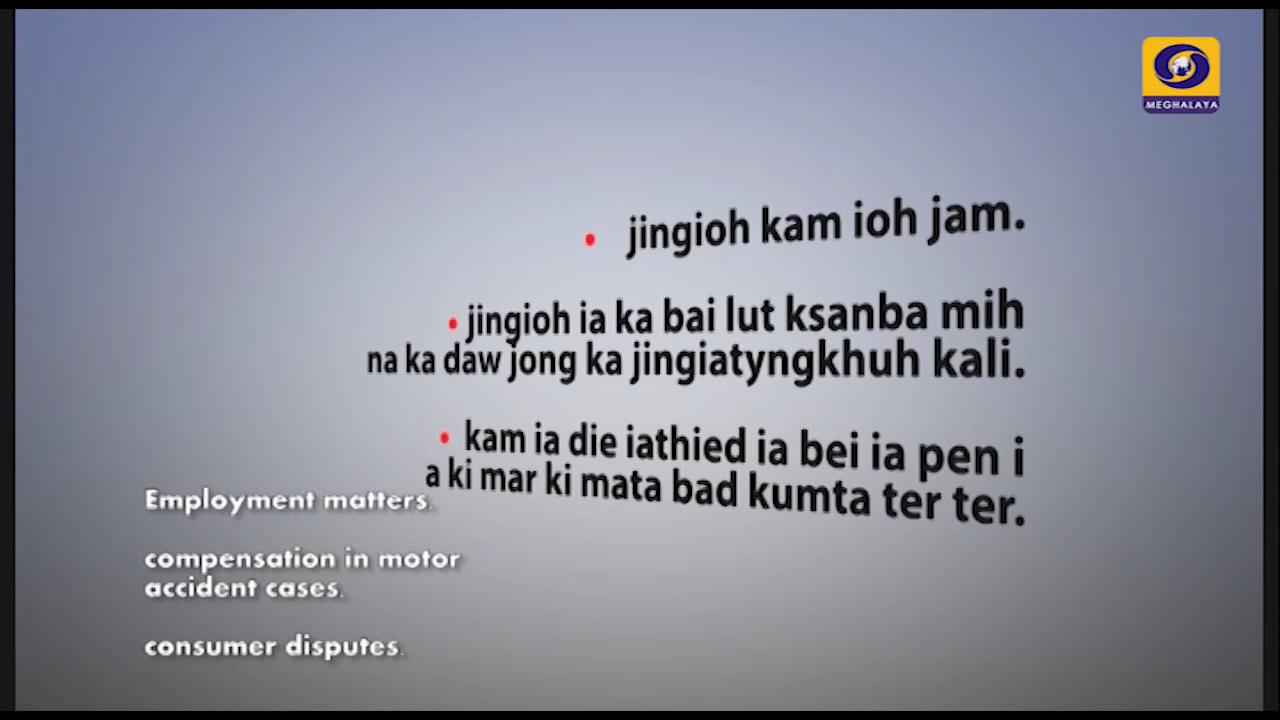 MEGHALAYA
• jingioh kam ioh jam.
• jingioh ia ka bai lut ksanba mih
na ka daw jong ka jingiatyngkhuh kali.
• kam ia die iathied ia bei ia pen i
a ki mar ki mata bad kumta ter ter.
Employment matters.
compensation in motor
accident cases.
consumer disputes.